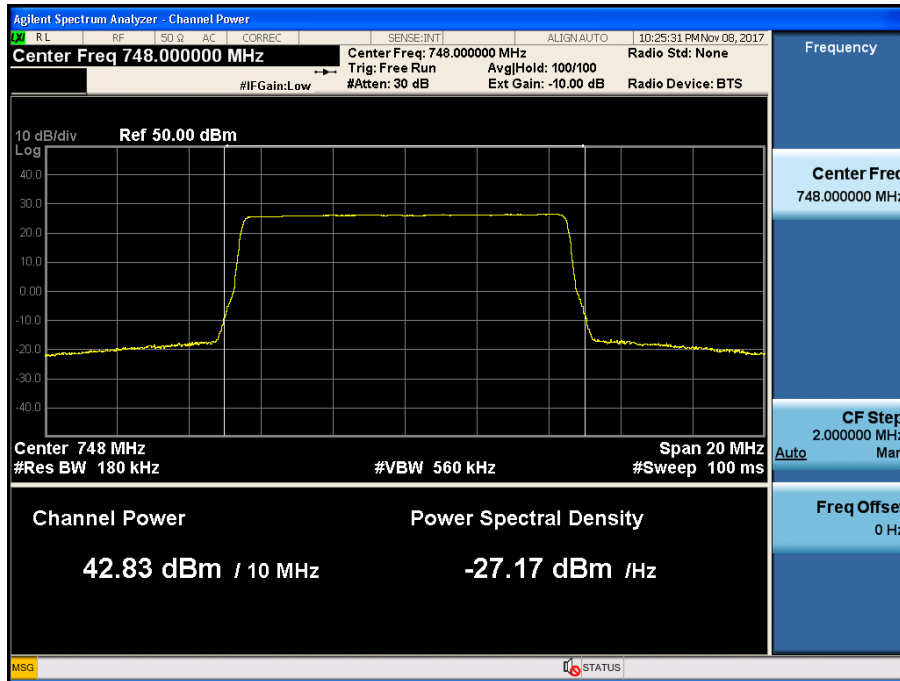 Agilent Spectrum Analyzer - Channel Power
LXI RL RF 50 Ω AC CORREC SENSE:INT ALIGN AUTO 10:25:31 PM Nov 08, 2017
Center Freq 748.000000 MHz
Center Freq: 748.000000 MHz Radio Std: None
Trig: Free Run Avg|Hold: 100/100
#IFGain:Low #Atten: 30 dB Ext Gain: -10.00 dB Radio Device: BTS
10 dB/div Ref 50.00 dBm
Log
40.0
30.0
20.0
10.0
0.00
-10.0
-20.0
-30.0
-40.0
Center 748 MHz Span 20 MHz
#Res BW 180 kHz #VBW 560 kHz #Sweep 100 ms
Channel Power Power Spectral Density
42.83 dBm / 10 MHz -27.17 dBm /Hz
MSG STATUS
Frequency
Center Freq
748.000000 MHz
CF Step
2.000000 MHz
Auto Man
Freq Offset
0 Hz